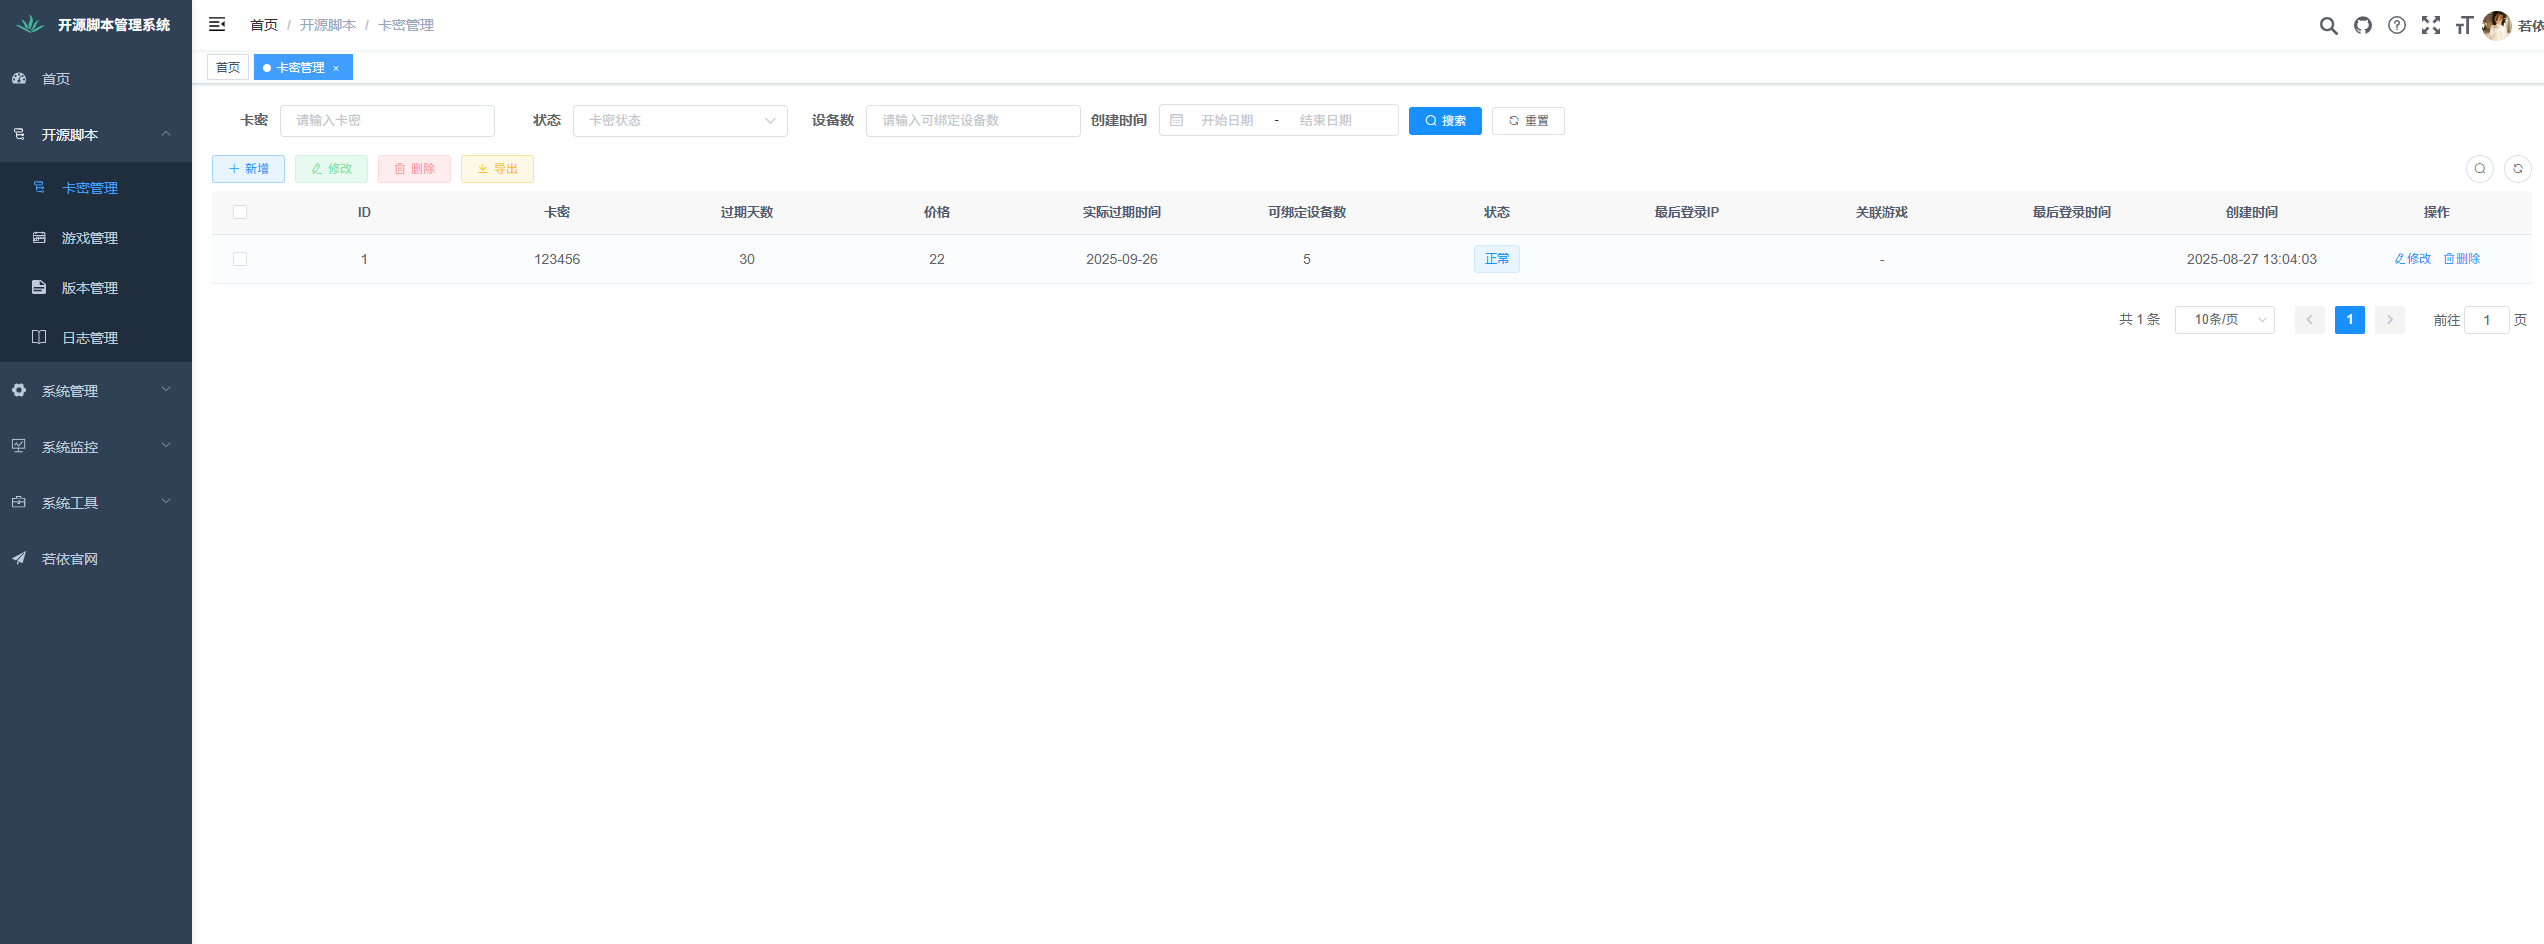 开源脚本管理系统
首页
开源脚本
卡密管理
游戏管理
版本管理
日志管理
系统管理
系统监控
系统工具
若依官网
首页 / 开源脚本 / 卡密管理
若依
首页 卡密管理 ×
卡密 请输入卡密 状态 卡密状态 设备数 请输入可绑定设备数 创建时间 开始日期 - 结束日期 搜索 重置
新增 修改 删除 导出
ID 卡密 过期天数 价格 实际过期时间 可绑定设备数 状态 最后登录IP 关联游戏 最后登录时间 创建时间 操作
1 123456 30 22 2025-09-26 5 正常 - 2025-08-27 13:04:03 修改 删除
共 1 条 10条/页 1 前往 1 页